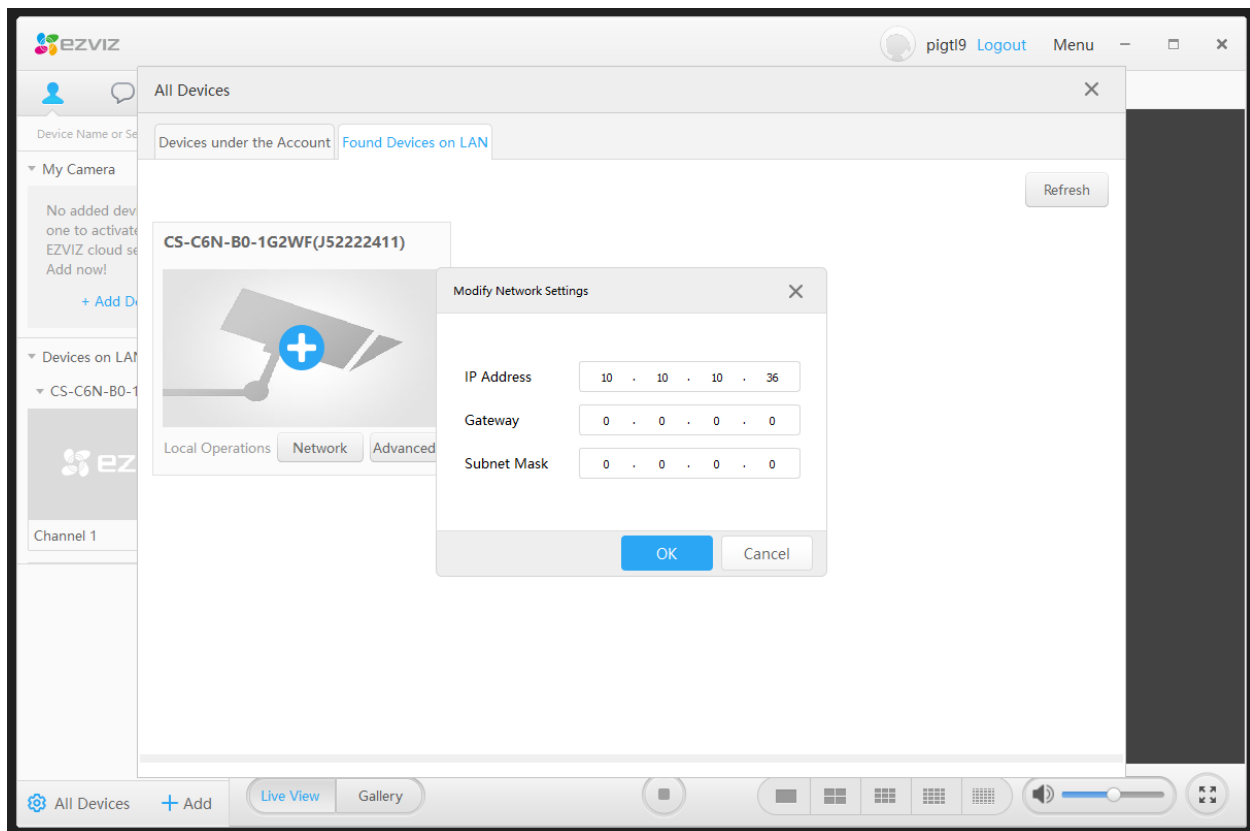 ezviz
pigtl9 Logout Menu
All Devices
Device Name or Se
Devices under the Account Found Devices on LAN
My Camera
Refresh
No added dev
one to activate
EZVIZ cloud se
Add now!
+ Add De
CS-C6N-B0-1G2WF(J52222411)
Modify Network Settings
Devices on LAN
CS-C6N-B0-1
IP Address 10 . 10 . 10 . 36
Gateway 0 . 0 . 0 . 0
Local Operations Network Advanced
Subnet Mask 0 . 0 . 0 . 0
ez
Channel 1
OK Cancel
All Devices + Add Live View Gallery